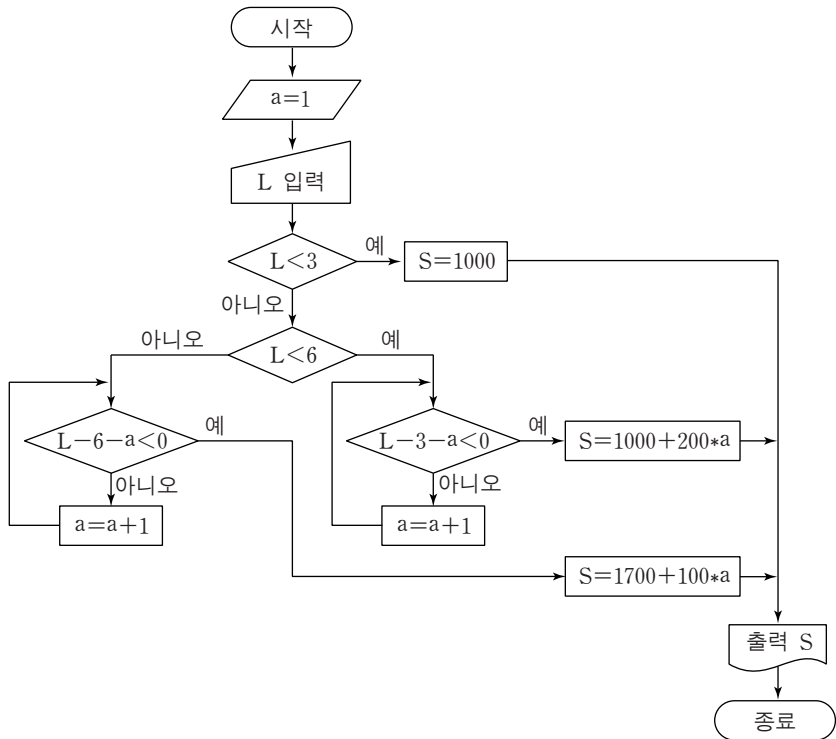 시작
a=1
L 입력
L<3
예
S=1000
아니오
L<6
아니오
예
L-6-a<0
예
L-3-a<0
예
S=1000+200*a
아니오
아니오
a=a+1
a=a+1
S=1700+100*a
출력 S
종료